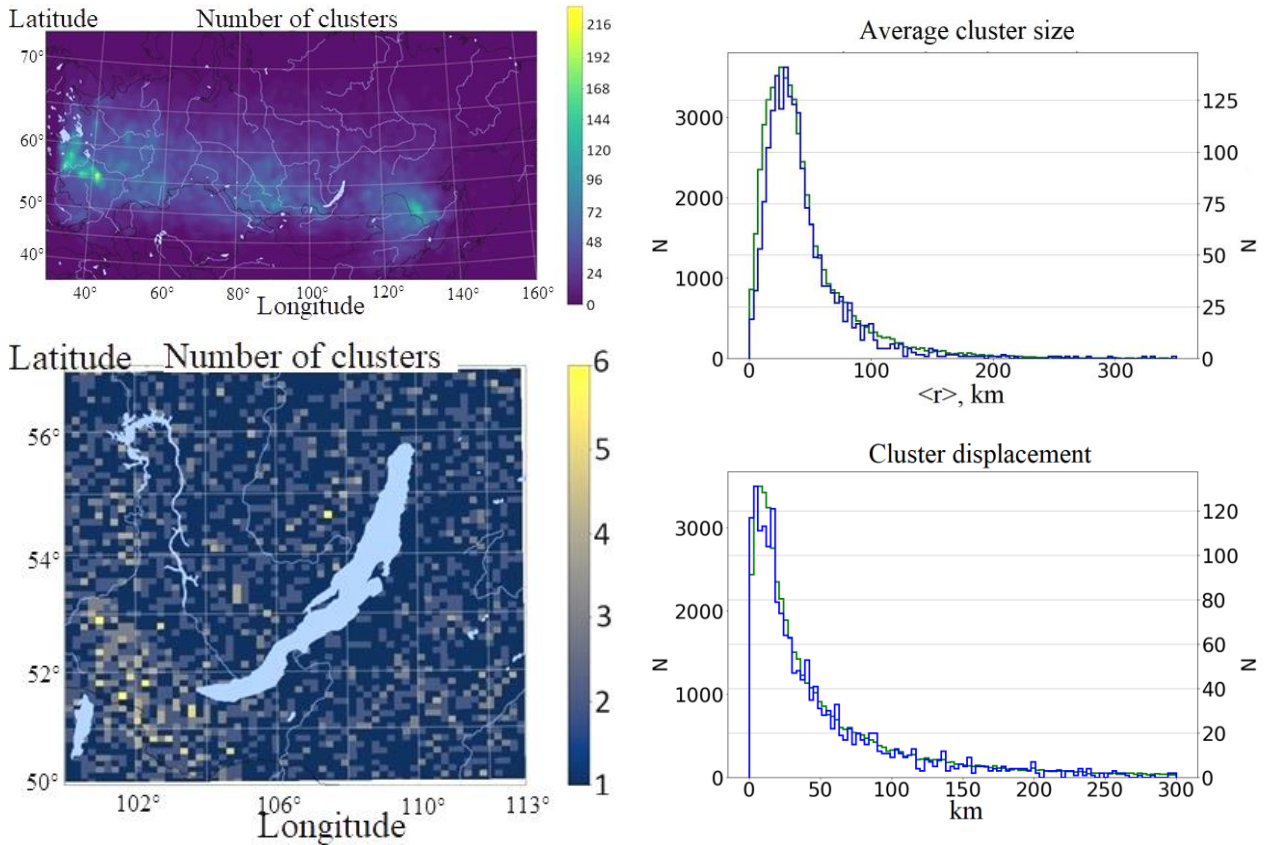 Latitude Number of clusters
70°
60°
50°
40°
40° 60° 80° 100° 120° 140° 160°
Longitude
216
192
168
144
120
96
72
48
24
0
Average cluster size
3000
2000
1000
0
N
125
100
75
50
25
0
N
0 100 200 300
<r>, km
Latitude Number of clusters
56°
54°
52°
50°
102° 106° 110° 113°
Longitude
6
5
4
3
2
1
Cluster displacement
3000
2000
1000
0
N
120
100
80
60
40
20
0
N
0 50 100 150 200 250 300
km